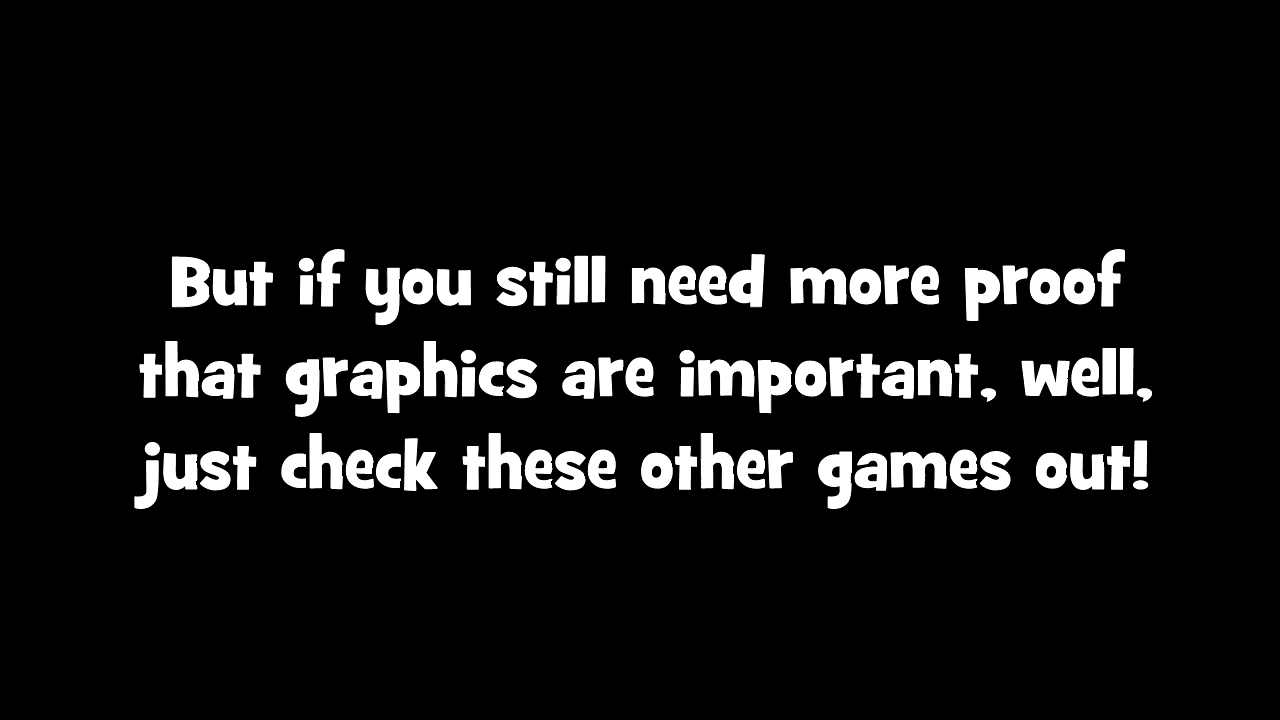 But if you still need more proof
that graphics are important, well,
just check these other games out!